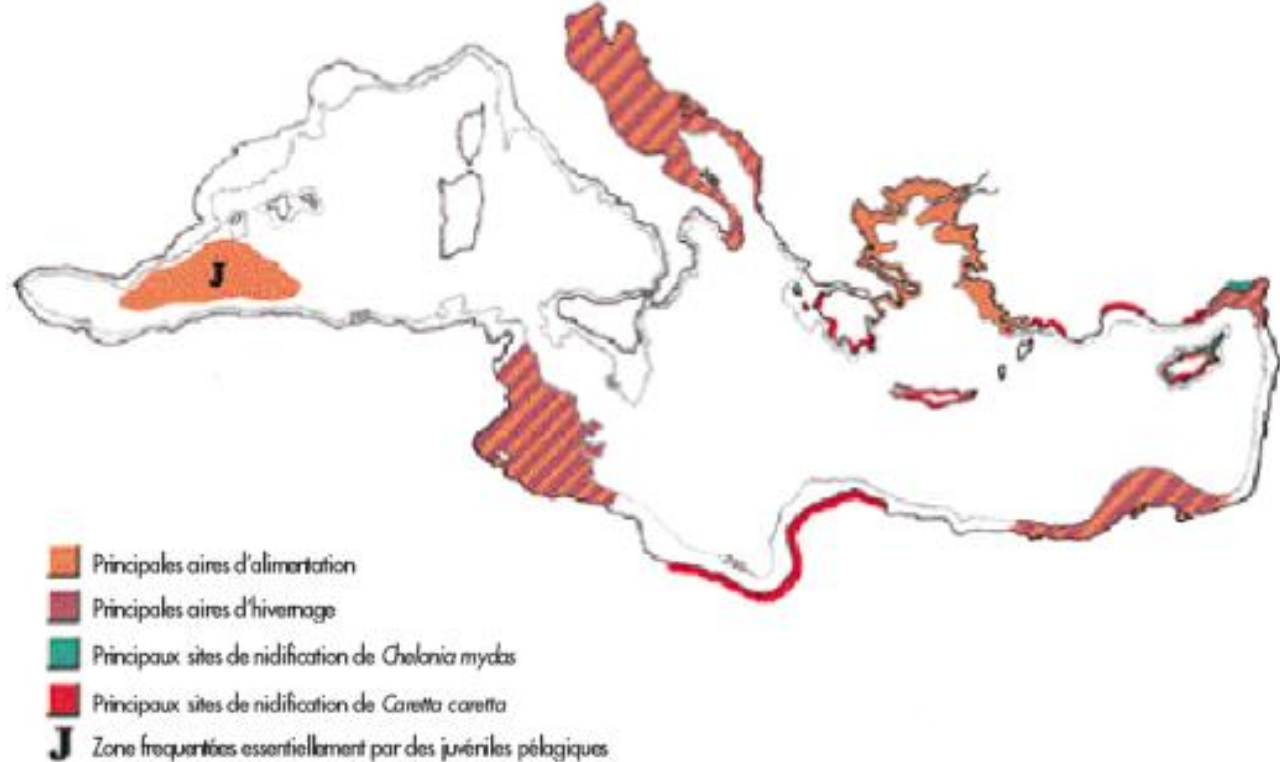 J
Principales aires d'alimentation
Principales aires d'hivernage
Principaux sites de nidification de Chelonia mydas
Principaux sites de nidification de Caretta caretta
J Zone frequentées essentiellement par des juvéniles pélagiques